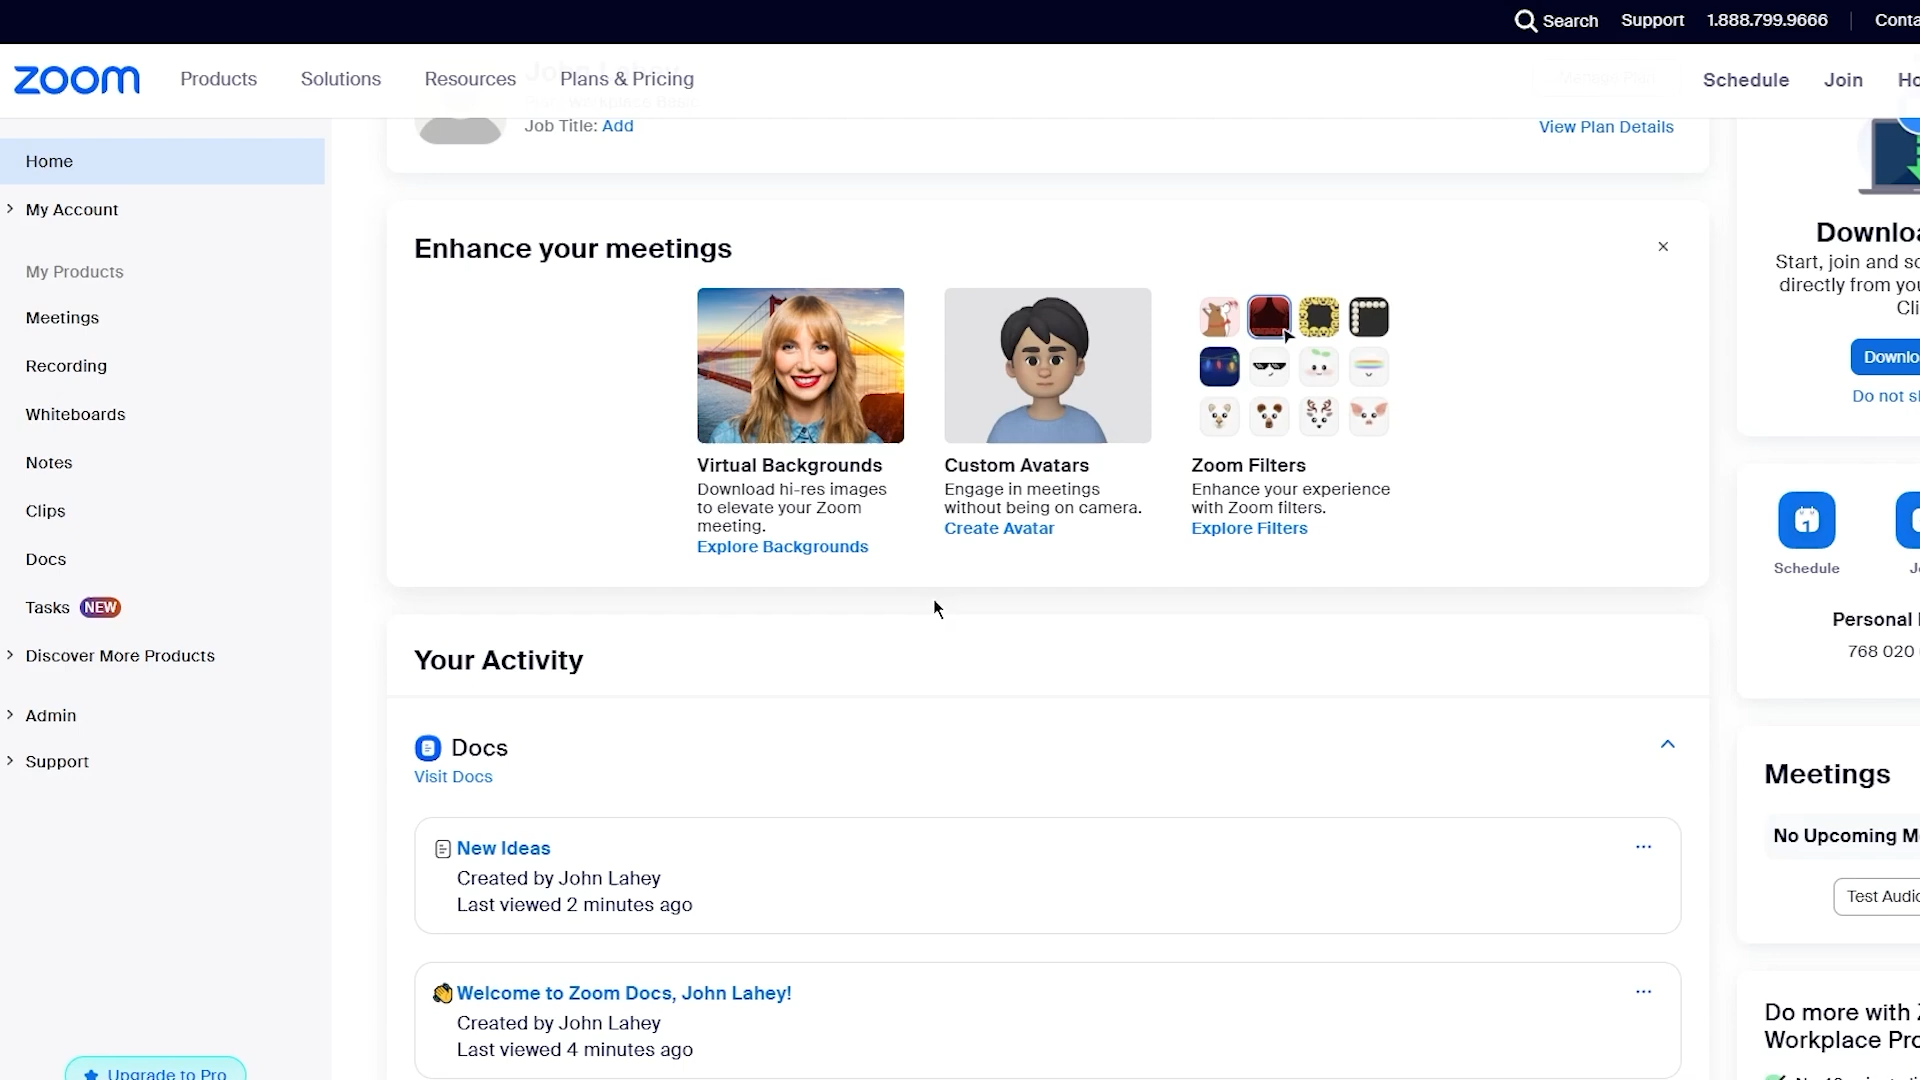 Search Support 1.888.799.9666
zoom Products Solutions Resources Plans & Pricing Schedule Join
John Lahey
Job Title: Add
View Plan Details
Home
My Account
My Products
Meetings
Recording
Whiteboards
Notes
Clips
Docs
Tasks NEW
Discover More Products
Admin
Support
Upgrade to Pro
Enhance your meetings
Virtual Backgrounds
Download hi-res images
to elevate your Zoom
meeting.
Explore Backgrounds
Custom Avatars
Engage in meetings
without being on camera.
Create Avatar
Zoom Filters
Enhance your experience
with Zoom filters.
Explore Filters
Your Activity
Docs
Visit Docs
New Ideas
Created by John Lahey
Last viewed 2 minutes ago
Welcome to Zoom Docs, John Lahey!
Created by John Lahey
Last viewed 4 minutes ago
Start, join and
directly from
Schedule
Personal
768 020
Meetings
No Upcoming
Test
Do more with
Workplace